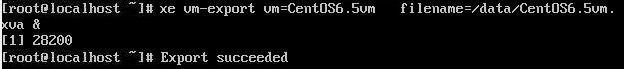 [root@localhost ~]# xe vm-export vm=CentOS6.5vm   filename=/data/CentOS6.5vm.
xva &
[1] 28200
[root@localhost ~]# Export succeeded